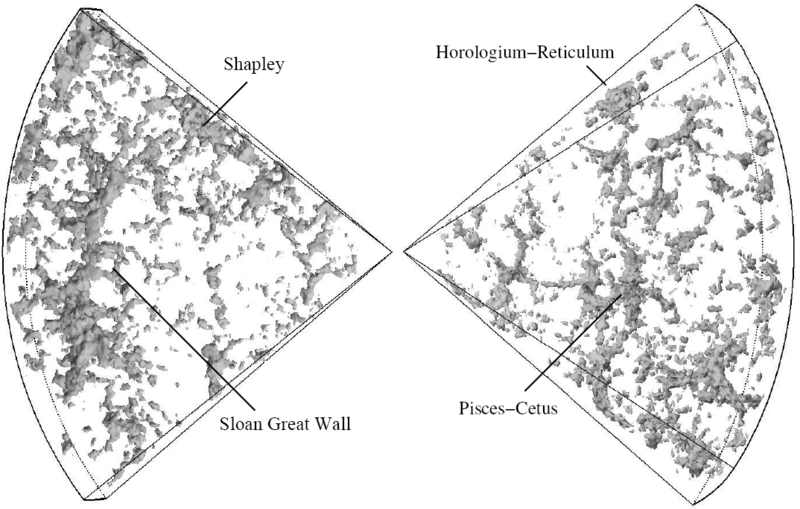 Shapley
Horologium–Reticulum
Sloan Great Wall
Pisces–Cetus